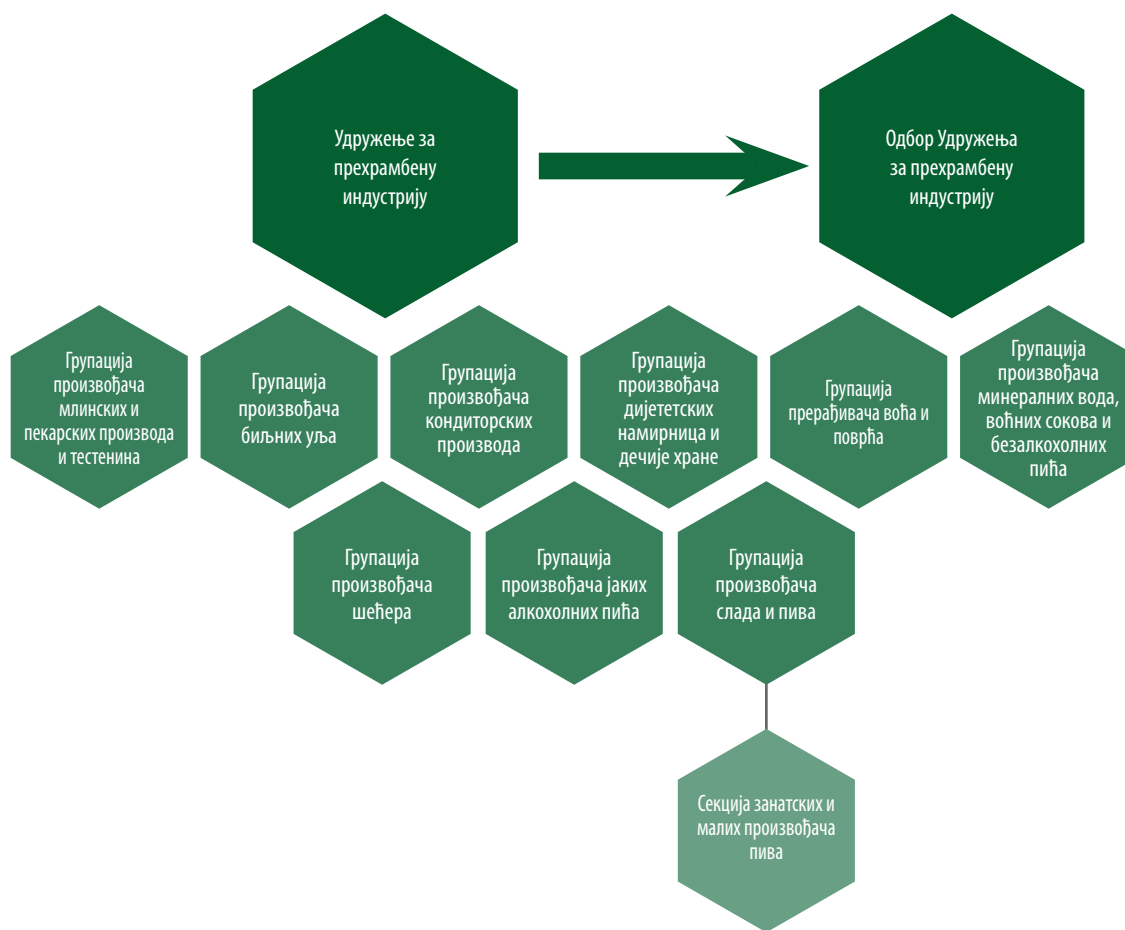 Удружење за
прехрамбену
индустрију
Одбор Удружења
за прехрамбену
индустрију
Групација
произвођача
млинских и
пекарских производа
и тестенина
Групација
произвођача
биљних уља
Групација
произвођача
кондиторских
производа
Групација
произвођача
дијететских
намирница и
дечије хране
Групација
прерађивача воћа и
поврћа
Групација
произвођача
минералних вода,
воћних сокова и
безалкохолних
пића
Групација
произвођача
шећера
Групација
произвођача јаких
алкохолних пића
Групација
произвођача
слада и пива
Секција занатских и
малих произвођача
пива